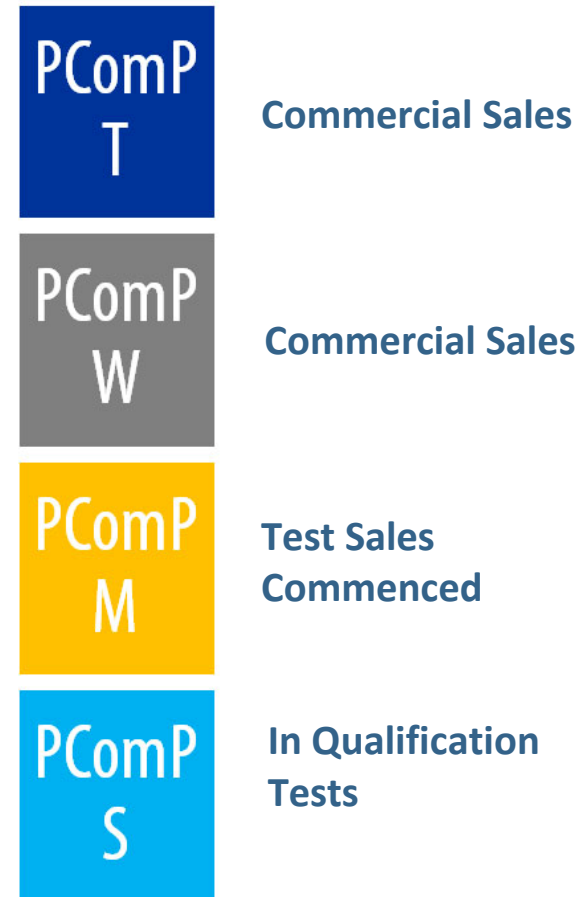 PComP
T
Commercial Sales
PComP
W
Commercial Sales
PComP
M
Test Sales
Commenced
PComP
S
In Qualification
Tests